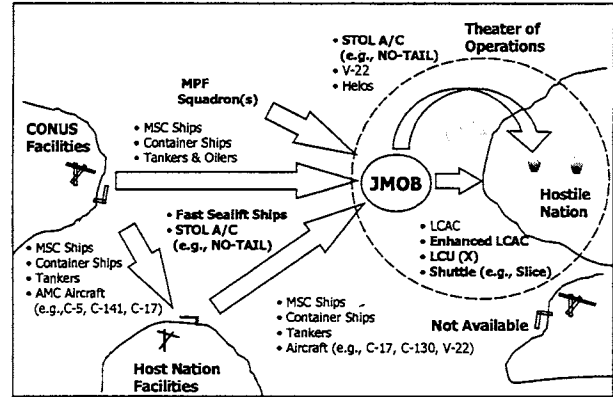 Theater of
Operations
• STOL A/C
(e.g., NO-TAIL)
• V-22
• Helos
MPF
Squadron(s)
CONUS
Facilities
• MSC Ships
• Container Ships
• Tankers & Oilers
JMOB
Hostile
Nation
• Fast Sealift Ships
• STOL A/C
(e.g., NO-TAIL)
• LCAC
• Enhanced LCAC
• LCU (X)
• Shuttle (e.g., Slice)
• MSC Ships
• Container Ships
• Tankers
• AMC Aircraft
(e.g.,C-5, C-141, C-17)
• MSC Ships
• Container Ships
• Tankers
• Aircraft (e.g., C-17, C-130, V-22)
Not Available
Host Nation
Facilities